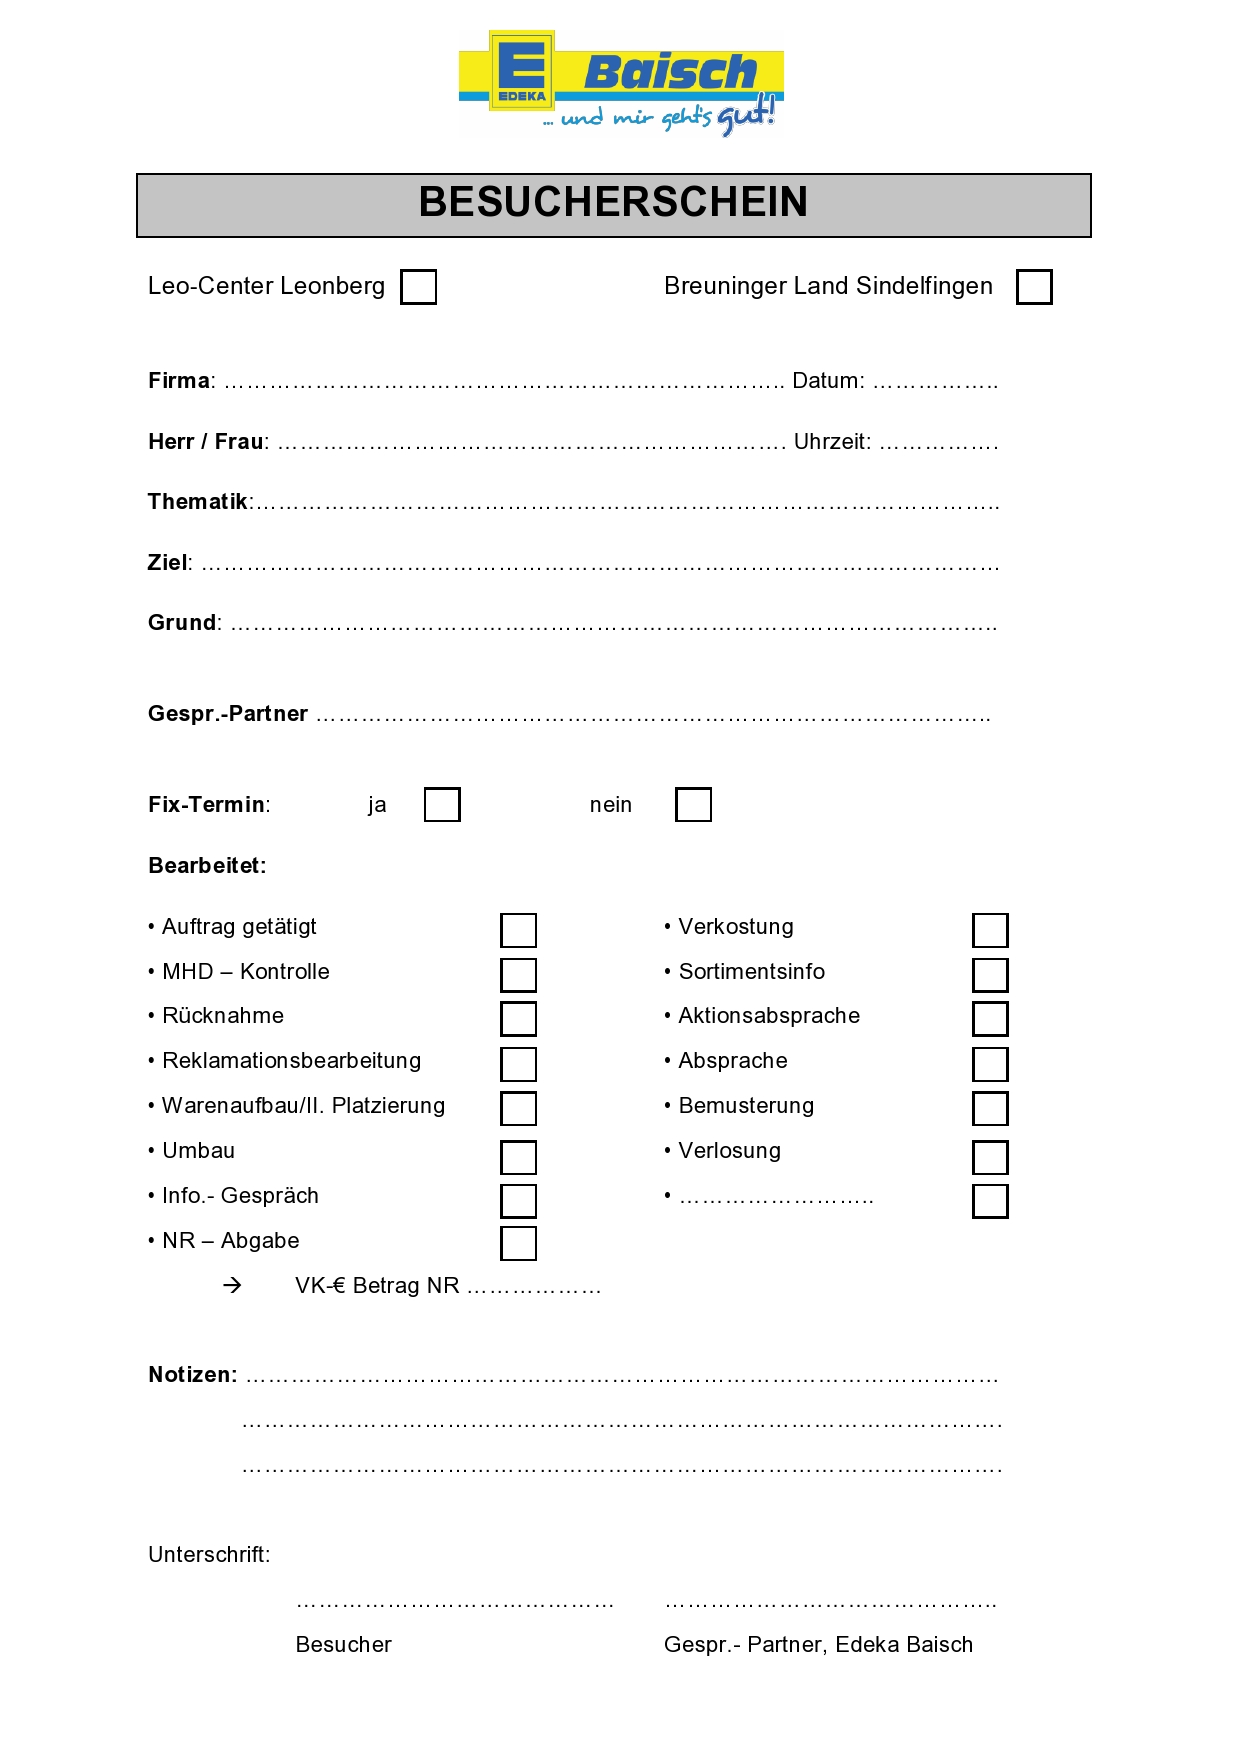 E
EDEKA
Baisch
... und mir geht's gut!
BESUCHERSCHEIN
Leo-Center Leonberg Breuninger Land Sindelfingen
Firma: ……………………………………………………………….. Datum: ……………..
Herr / Frau: …………………………………………………………. Uhrzeit: …………….
Thematik:……………………………………………………………………………………..
Ziel: ……………………………………………………………………………………………
Grund: ………………………………………………………………………………………..
Gespr.-Partner ……………………………………………………………………………..
Fix-Termin: ja nein
Bearbeitet:
• Auftrag getätigt • Verkostung
• MHD – Kontrolle • Sortimentsinfo
• Rücknahme • Aktionsabsprache
• Reklamationsbearbeitung • Absprache
• Warenaufbau/II. Platzierung • Bemusterung
• Umbau • Verlosung
• Info.- Gespräch • ……………………..
• NR – Abgabe
→ VK-€ Betrag NR ………………
Notizen: ………………………………………………………………………………………
……………………………………………………………………………………….
……………………………………………………………………………………….
Unterschrift:
…………………………………… ……………………………………..
Besucher Gespr.- Partner, Edeka Baisch